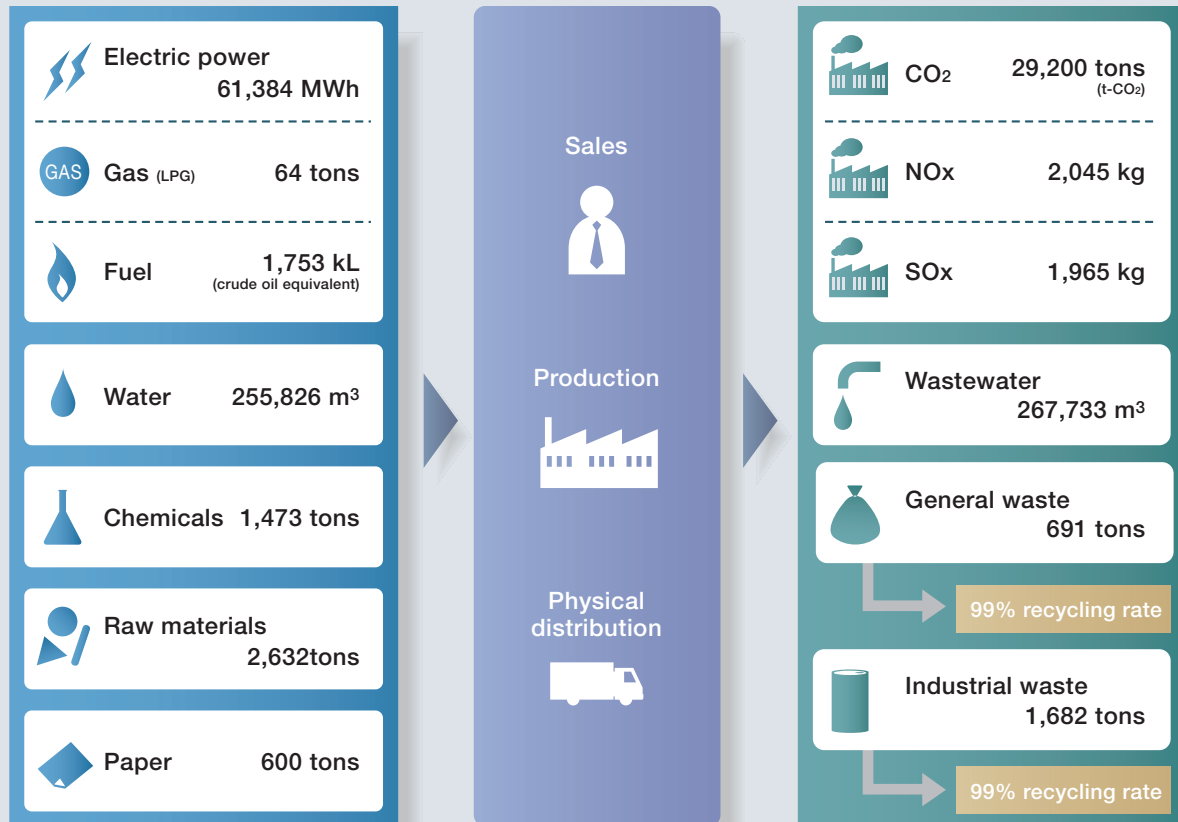 Electric power
61,384 MWh
GAS
Gas (LPG) 64 tons
Fuel 1,753 kL
(crude oil equivalent)
Water 255,826 m³
Chemicals 1,473 tons
Raw materials
2,632tons
Paper 600 tons
Sales
Production
Physical
distribution
CO₂ 29,200 tons
(t-CO₂)
NOx 2,045 kg
SOx 1,965 kg
Wastewater
267,733 m³
General waste
691 tons
99% recycling rate
Industrial waste
1,682 tons
99% recycling rate